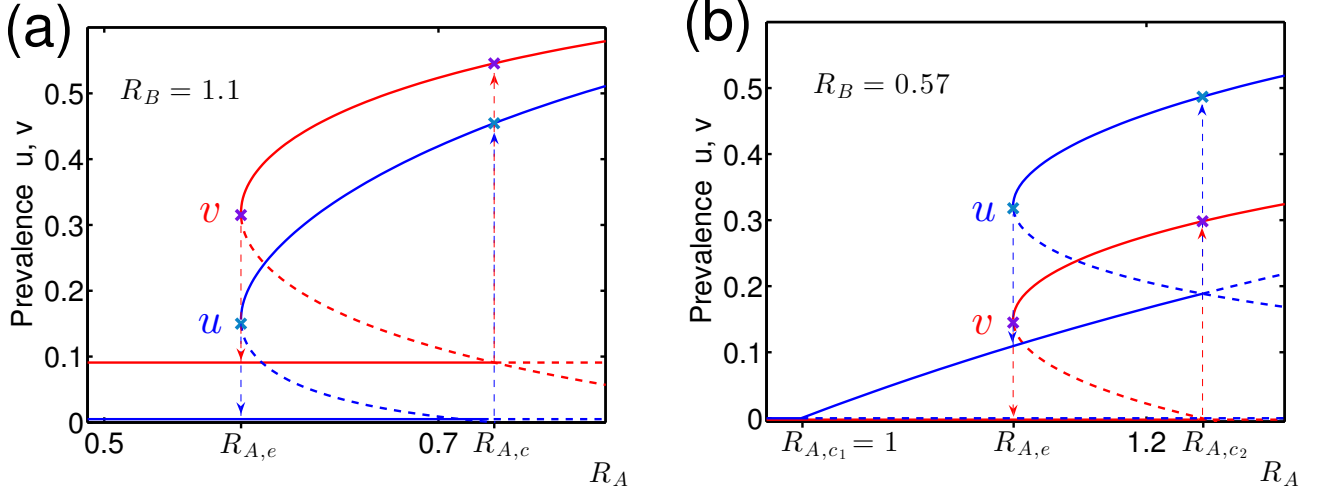 (a)
R_B = 1.1
Prevalence u, v
0.5
0.4
0.3
0.2
0.1
0
v
u
0.5
R_{A,e}
0.7
R_{A,c}
R_A
(b)
R_B = 0.57
Prevalence u, v
0.5
0.4
0.3
0.2
0.1
0
u
v
R_{A,c_1} = 1
R_{A,e}
1.2
R_{A,c_2}
R_A